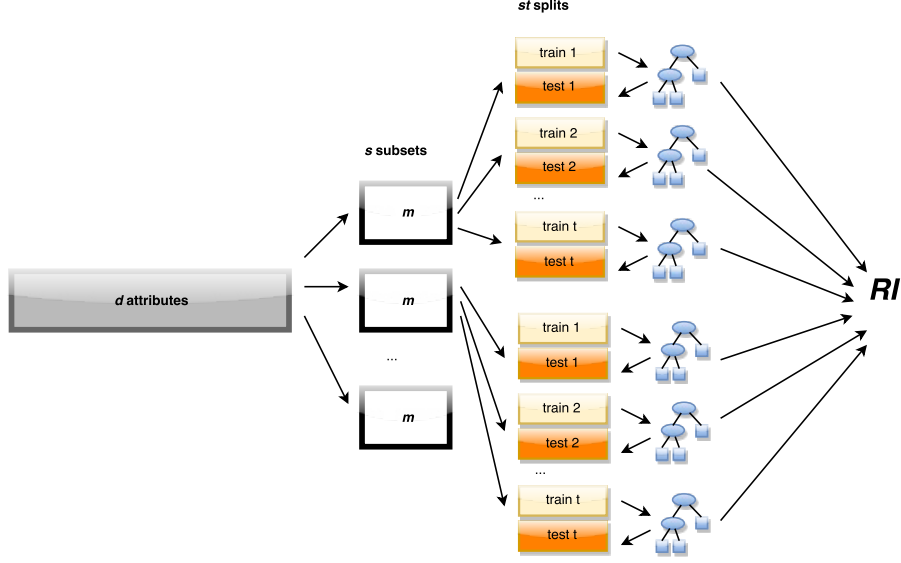 st splits
train 1
test 1
train 2
test 2
...
train t
test t
s subsets
m
d attributes
m
...
m
RI
train 1
test 1
train 2
test 2
...
train t
test t